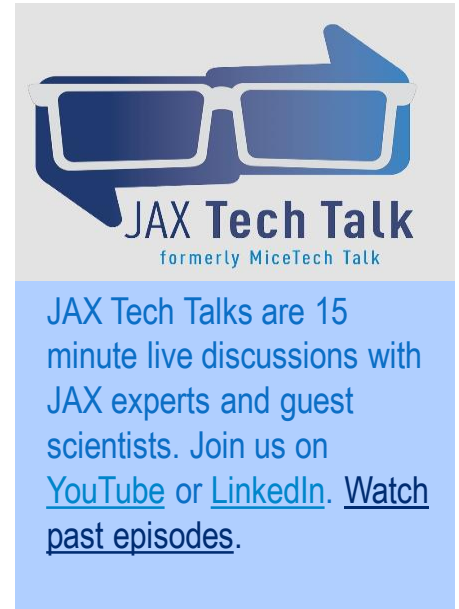 JAX Tech Talk
formerly MiceTech Talk
JAX Tech Talks are 15
minute live discussions with
JAX experts and guest
scientists. Join us on
YouTube or LinkedIn. Watch
past episodes.